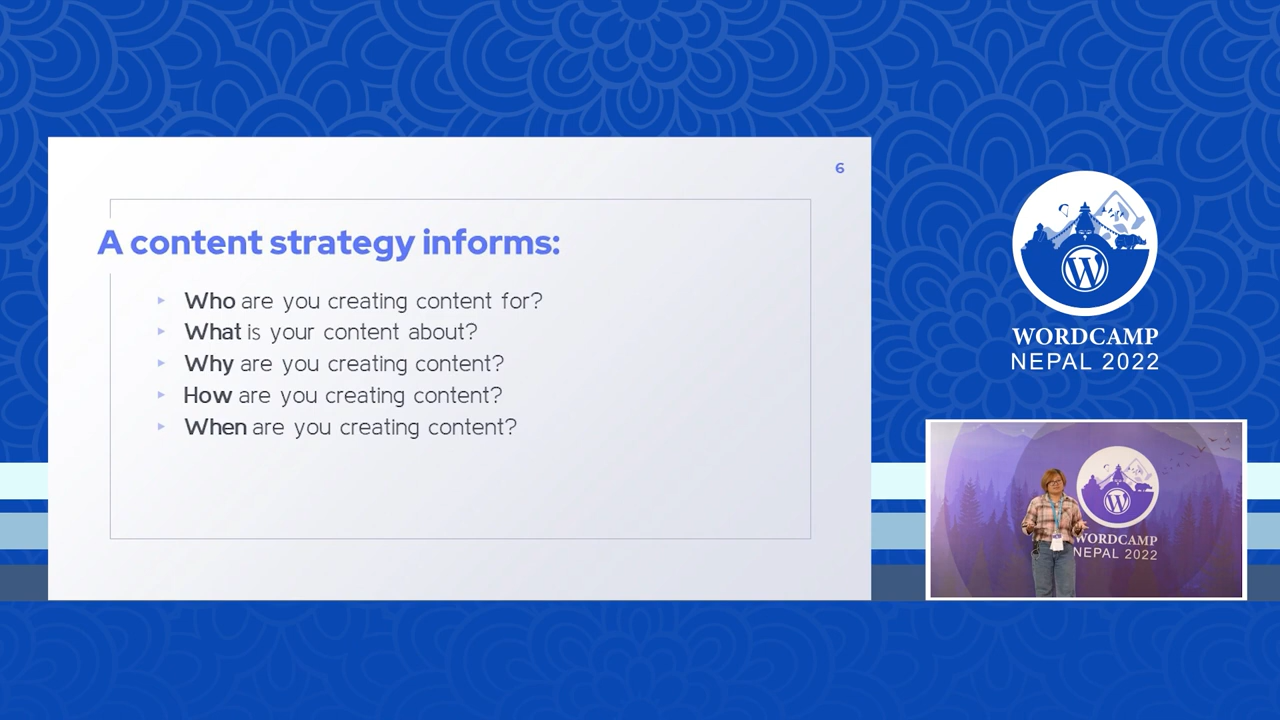 6
A content strategy informs:
Who are you creating content for?
What is your content about?
Why are you creating content?
How are you creating content?
When are you creating content?
W
WORDCAMP
NEPAL 2022
W
WORDCAMP
NEPAL 2022